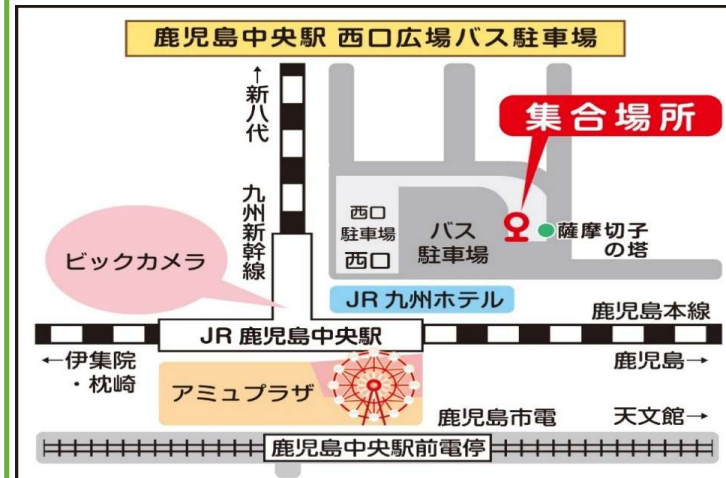 鹿児島中央駅 西口広場バス駐車場
↑新八代
九州新幹線
集合場所
西口
駐車場
西口
バス
駐車場
薩摩切子
の塔
ビックカメラ
JR 九州ホテル
鹿児島本線
JR 鹿児島中央駅
←伊集院
・枕崎
鹿児島→
アミュプラザ
鹿児島市電
天文館→
鹿児島中央駅前電停